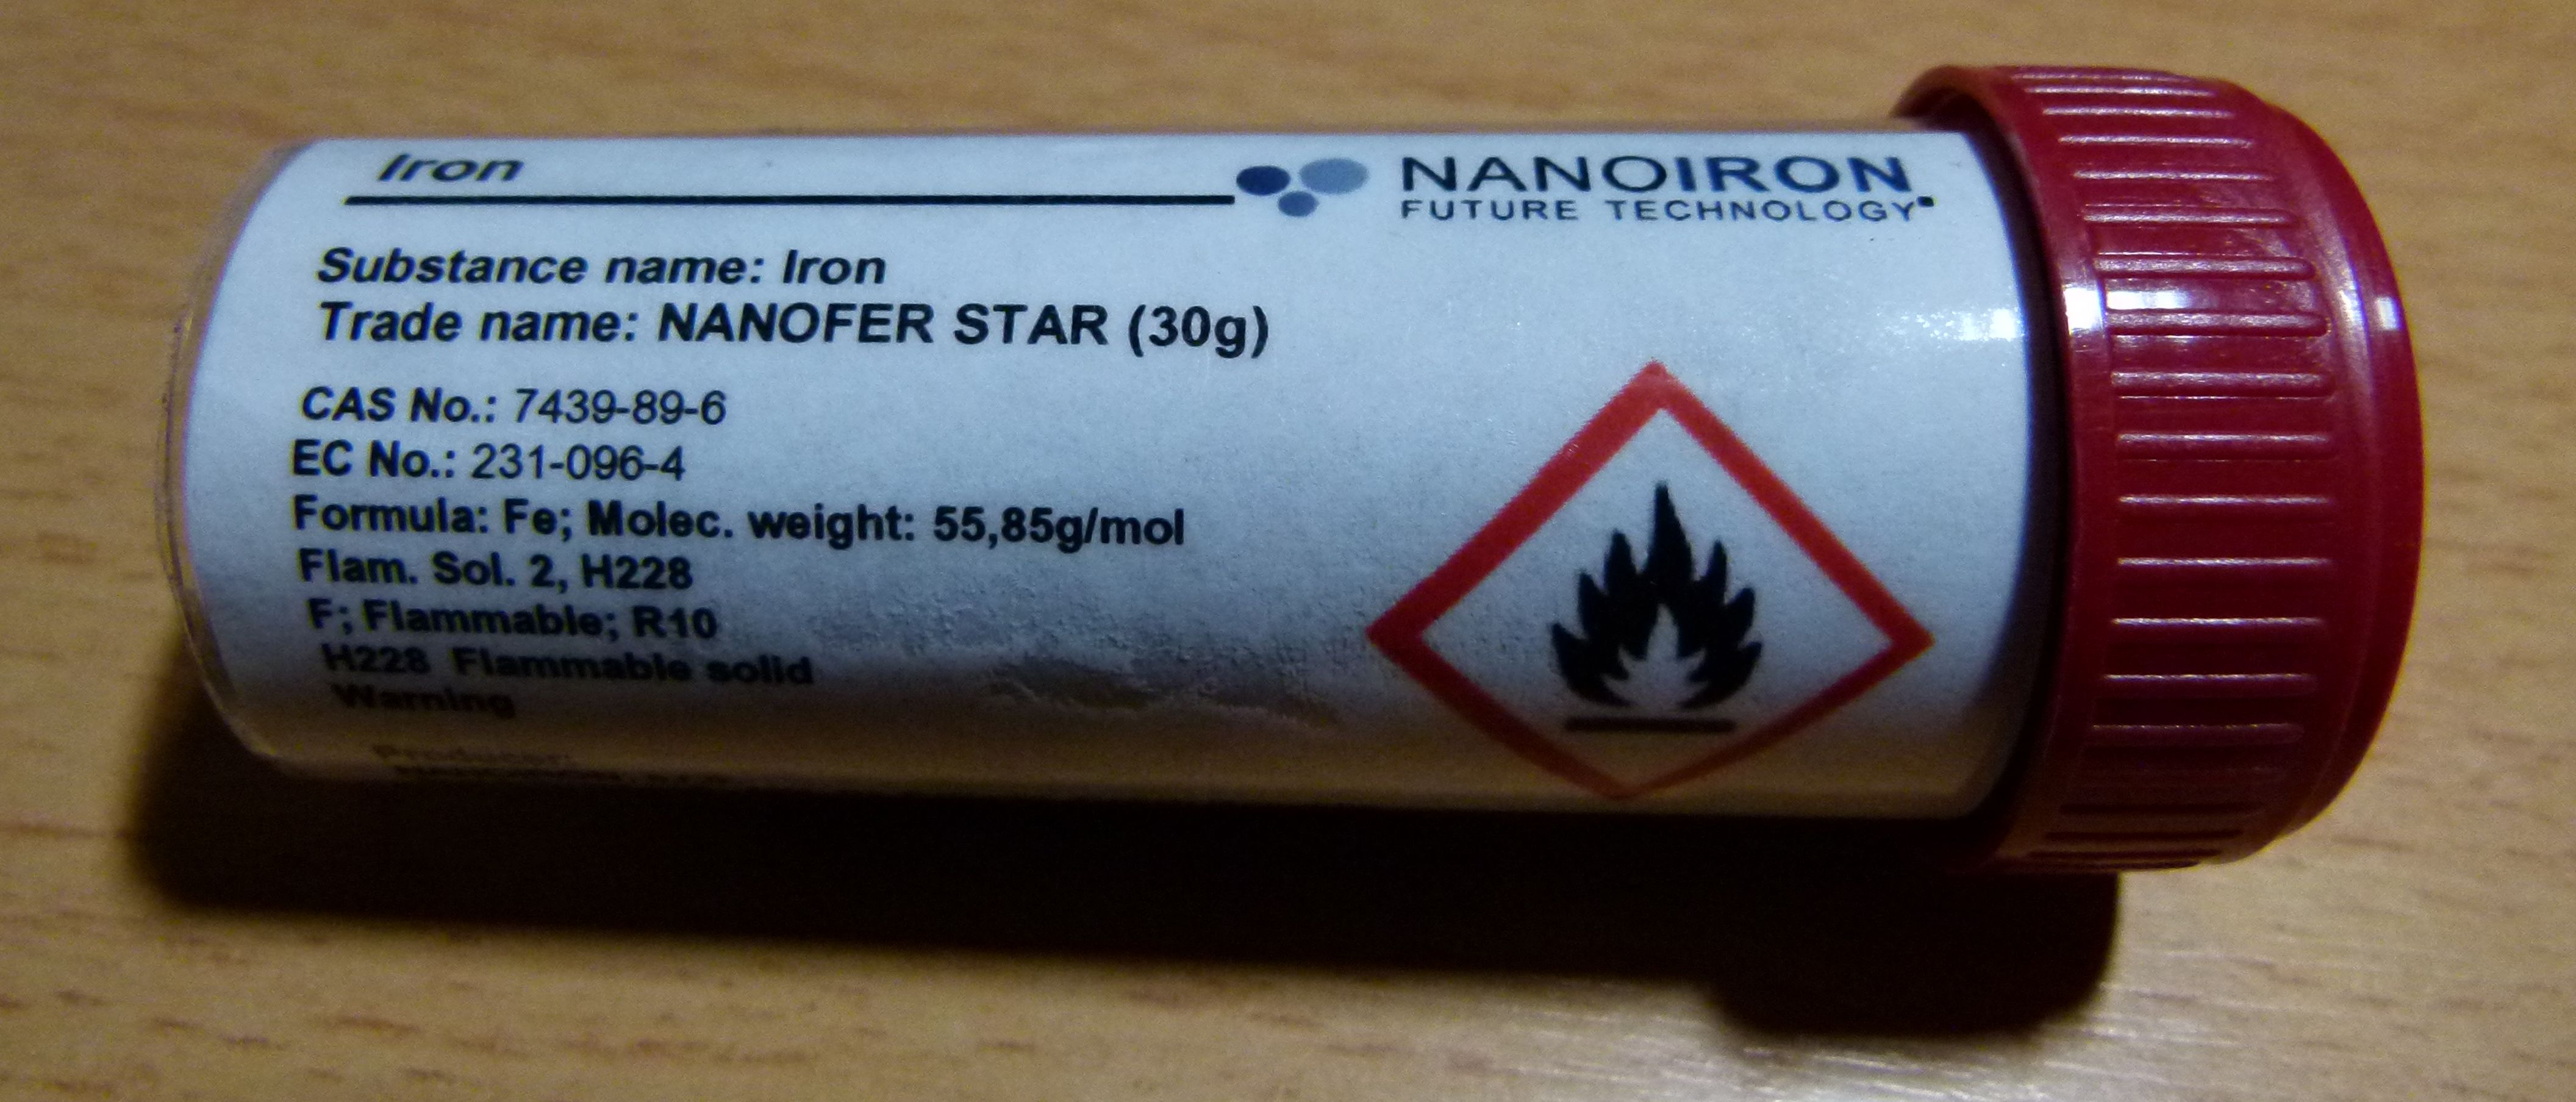 Iron
NANOIRON
FUTURE TECHNOLOGY
Substance name: Iron
Trade name: NANOFER STAR (30g)
CAS No.: 7439-89-6
EC No.: 231-096-4
Formula: Fe; Molec. weight: 55,85g/mol
Flam. Sol. 2, H228
F; Flammable; R10
H228 Flammable solid
Warning
Producer: